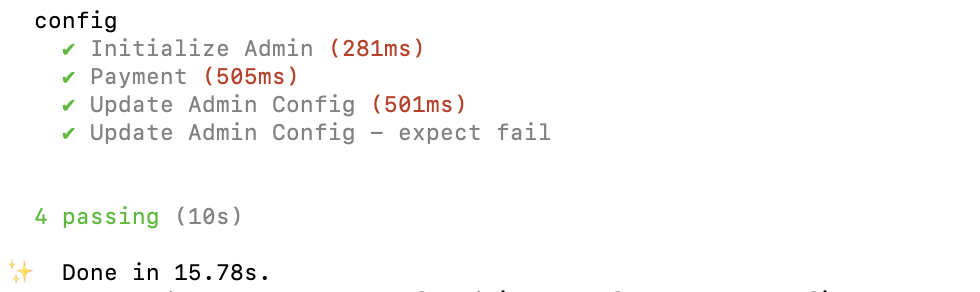 config
✔ Initialize Admin (281ms)
✔ Payment (505ms)
✔ Update Admin Config (501ms)
✔ Update Admin Config – expect fail
4 passing (10s)
✨ Done in 15.78s.